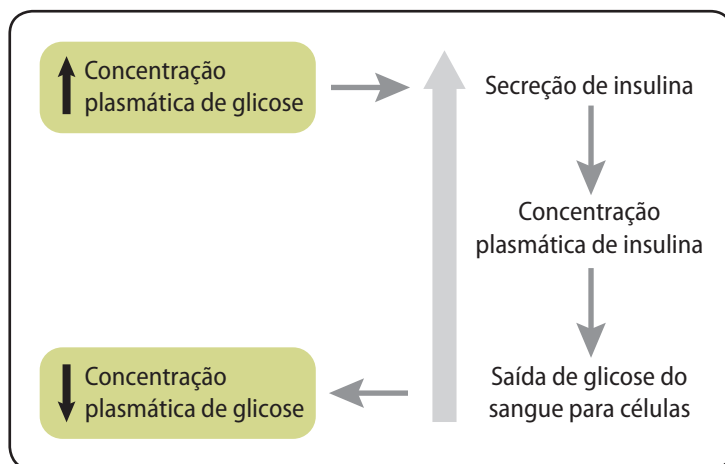 Concentração
plasmática de glicose
Secreção de insulina
Concentração
plasmática de insulina
Saída de glicose do
sangue para células
Concentração
plasmática de glicose